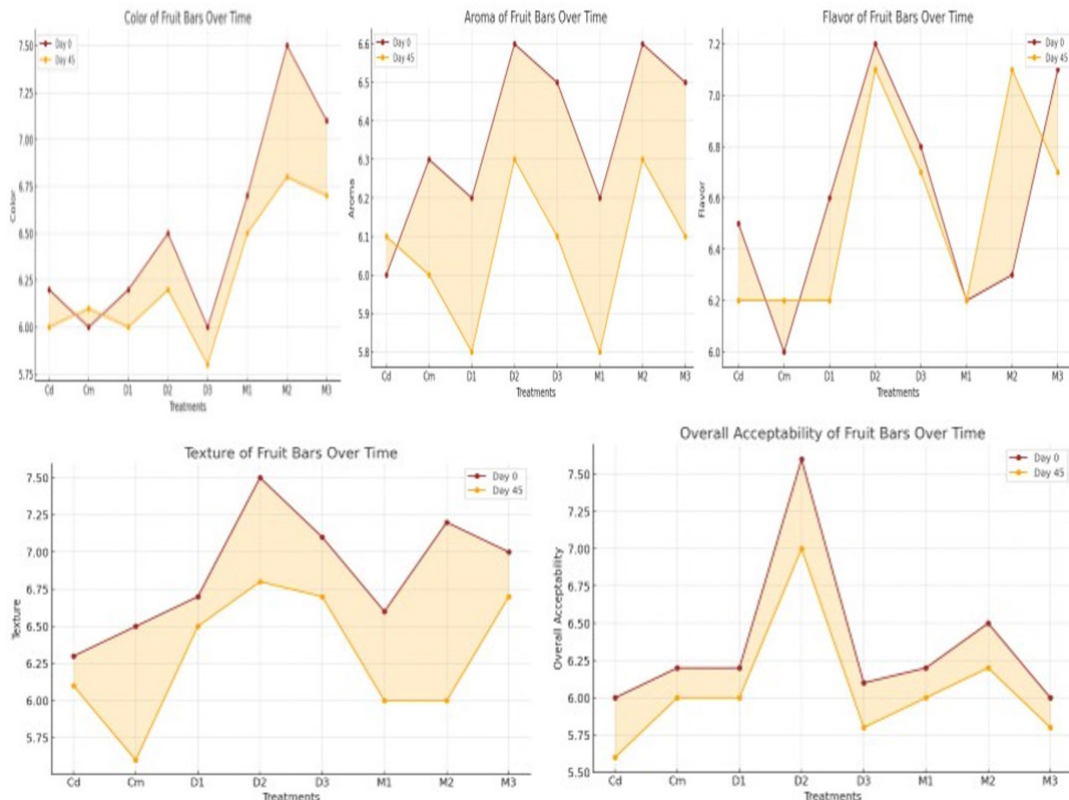 Color of Fruit Bars Over Time
Day 0
Day 45
7.50
7.25
7.00
6.75
6.50
6.25
6.00
5.75
Color
Cd Cm D1 D2 D3 M1 M2 M3
Treatments
Aroma of Fruit Bars Over Time
Day 0
Day 45
6.6
6.5
6.4
6.3
6.2
6.1
6.0
5.9
5.8
Aroma
Cd Cm D1 D2 D3 M1 M2 M3
Treatments
Flavor of Fruit Bars Over Time
Day 0
Day 45
7.2
7.0
6.8
6.6
6.4
6.2
6.0
Flavor
Cd Cm D1 D2 D3 M1 M2 M3
Treatments
Texture of Fruit Bars Over Time
Day 0
Day 45
7.50
7.25
7.00
6.75
6.50
6.25
6.00
5.75
Texture
Cd Cm D1 D2 D3 M1 M2 M3
Treatments
Overall Acceptability of Fruit Bars Over Time
Day 0
Day 45
7.50
7.25
7.00
6.75
6.50
6.25
6.00
5.75
5.50
Overall Acceptability
Cd Cm D1 D2 D3 M1 M2 M3
Treatments